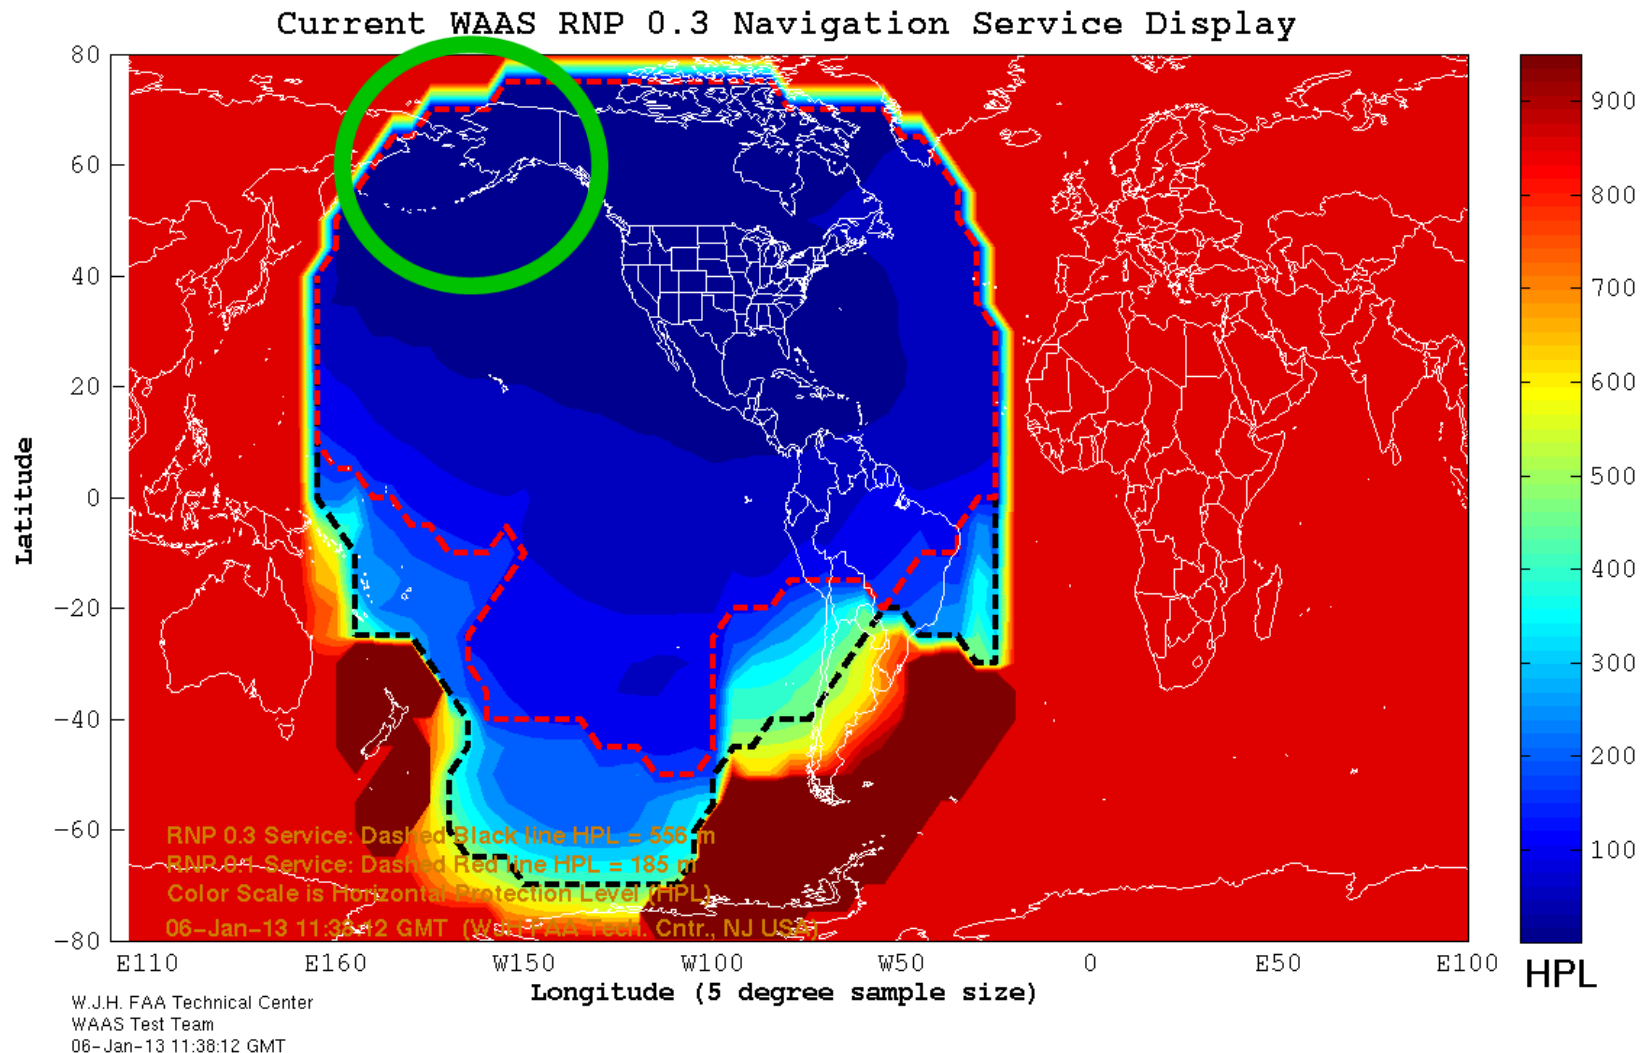 Current WAAS RNP 0.3 Navigation Service Display
80
60
40
20
0
−20
−40
−60
−80
Latitude
RNP 0.3 Service: Dashed Black line HPL = 556 m
RNP 0.1 Service: Dashed Red line HPL = 185 m
Color Scale is Horizontal Protection Level (HPL)
06−Jan−13 11:38:12 GMT (WJH FAA Tech. Cntr., NJ USA)
E110 E160 W150 W100 W50 0 E50 E100
Longitude (5 degree sample size)
900
800
700
600
500
400
300
200
100
HPL
W.J.H. FAA Technical Center
WAAS Test Team
06−Jan−13 11:38:12 GMT